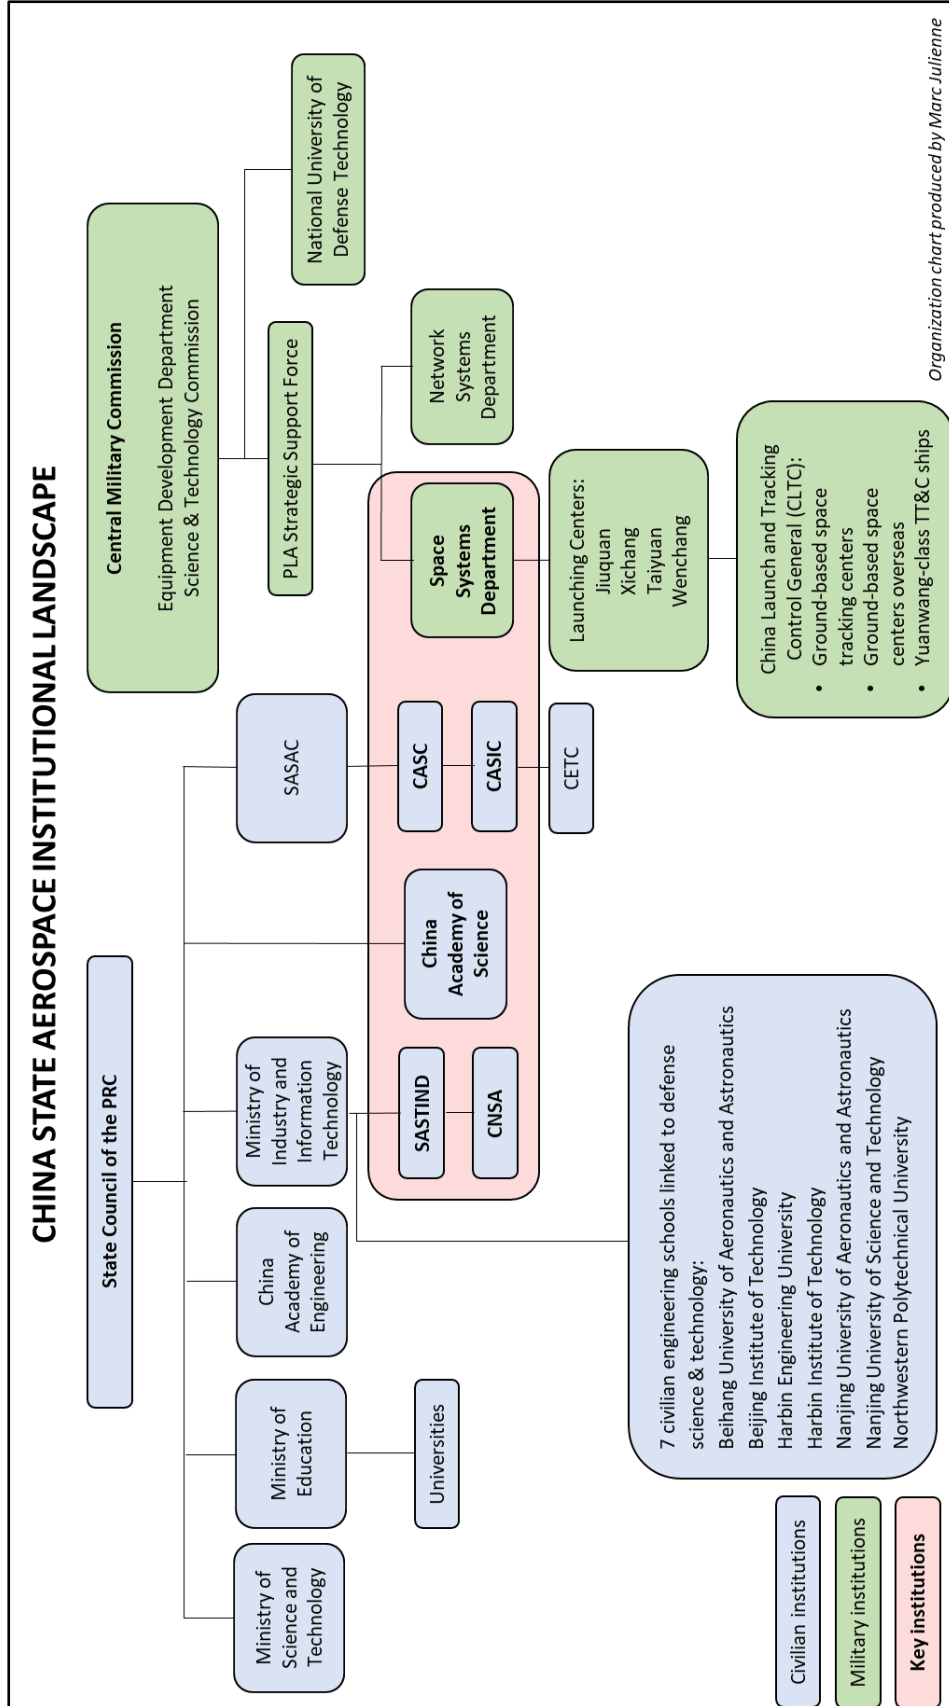 CHINA STATE AEROSPACE INSTITUTIONAL LANDSCAPE
State Council of the PRC
Central Military Commission
Equipment Development Department
Science & Technology Commission
Ministry of
Science and
Technology
Ministry of
Education
China
Academy of
Engineering
Ministry of
Industry and
Information
Technology
SASAC
PLA Strategic Support Force
National University of
Defense Technology
Universities
SASTIND
CNSA
China
Academy of
Science
CASC
CASIC
CETC
Space
Systems
Department
Network
Systems
Department
Launching Centers:
Jiuquan
Xichang
Taiyuan
Wenchang
7 civilian engineering schools linked to defense
science & technology:
Beihang University of Aeronautics and Astronautics
Beijing Institute of Technology
Harbin Engineering University
Harbin Institute of Technology
Nanjing University of Aeronautics and Astronautics
Nanjing University of Science and Technology
Northwestern Polytechnical University
China Launch and Tracking
Control General (CLTC):
• Ground-based space
tracking centers
• Ground-based space
centers overseas
• Yuanwang-class TT&C ships
Civilian institutions
Military institutions
Key institutions
Organization chart produced by Marc Julienne